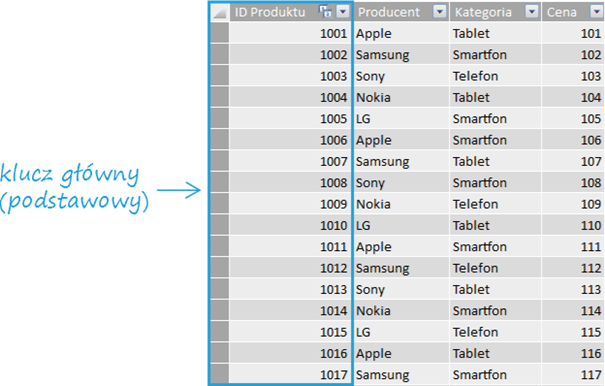 ID Produktu Producent Kategoria Cena
1001 Apple Tablet 101
1002 Samsung Smartfon 102
1003 Sony Telefon 103
1004 Nokia Tablet 104
1005 LG Smartfon 105
1006 Apple Smartfon 106
1007 Samsung Tablet 107
1008 Sony Smartfon 108
1009 Nokia Telefon 109
1010 LG Tablet 110
1011 Apple Smartfon 111
1012 Samsung Telefon 112
1013 Sony Tablet 113
1014 Nokia Smartfon 114
1015 LG Telefon 115
1016 Apple Tablet 116
1017 Samsung Smartfon 117
klucz główny
(podstawowy)